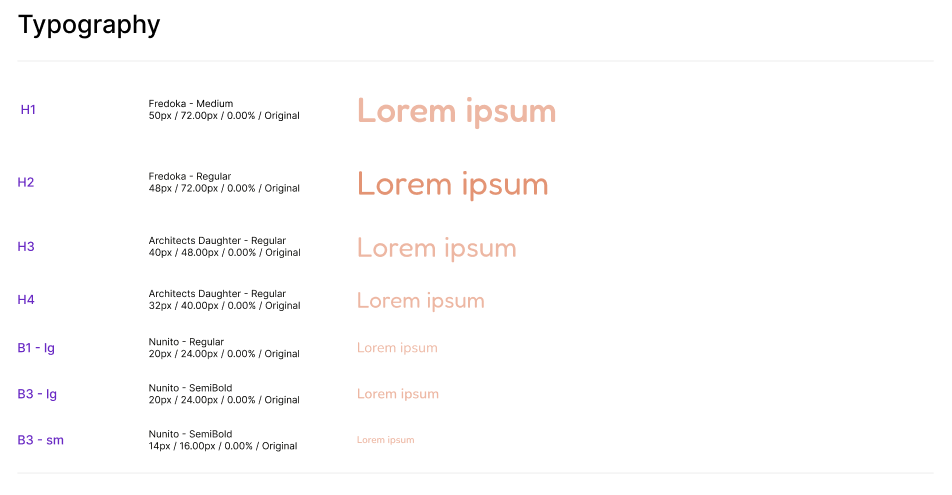 Typography
H1
Fredoka - Medium
50px / 72.00px / 0.00% / Original
Lorem ipsum
H2
Fredoka - Regular
48px / 72.00px / 0.00% / Original
Lorem ipsum
H3
Architects Daughter - Regular
40px / 48.00px / 0.00% / Original
Lorem ipsum
H4
Architects Daughter - Regular
32px / 40.00px / 0.00% / Original
Lorem ipsum
B1 - lg
Nunito - Regular
20px / 24.00px / 0.00% / Original
Lorem ipsum
B3 - lg
Nunito - SemiBold
20px / 24.00px / 0.00% / Original
Lorem ipsum
B3 - sm
Nunito - SemiBold
14px / 16.00px / 0.00% / Original
Lorem ipsum